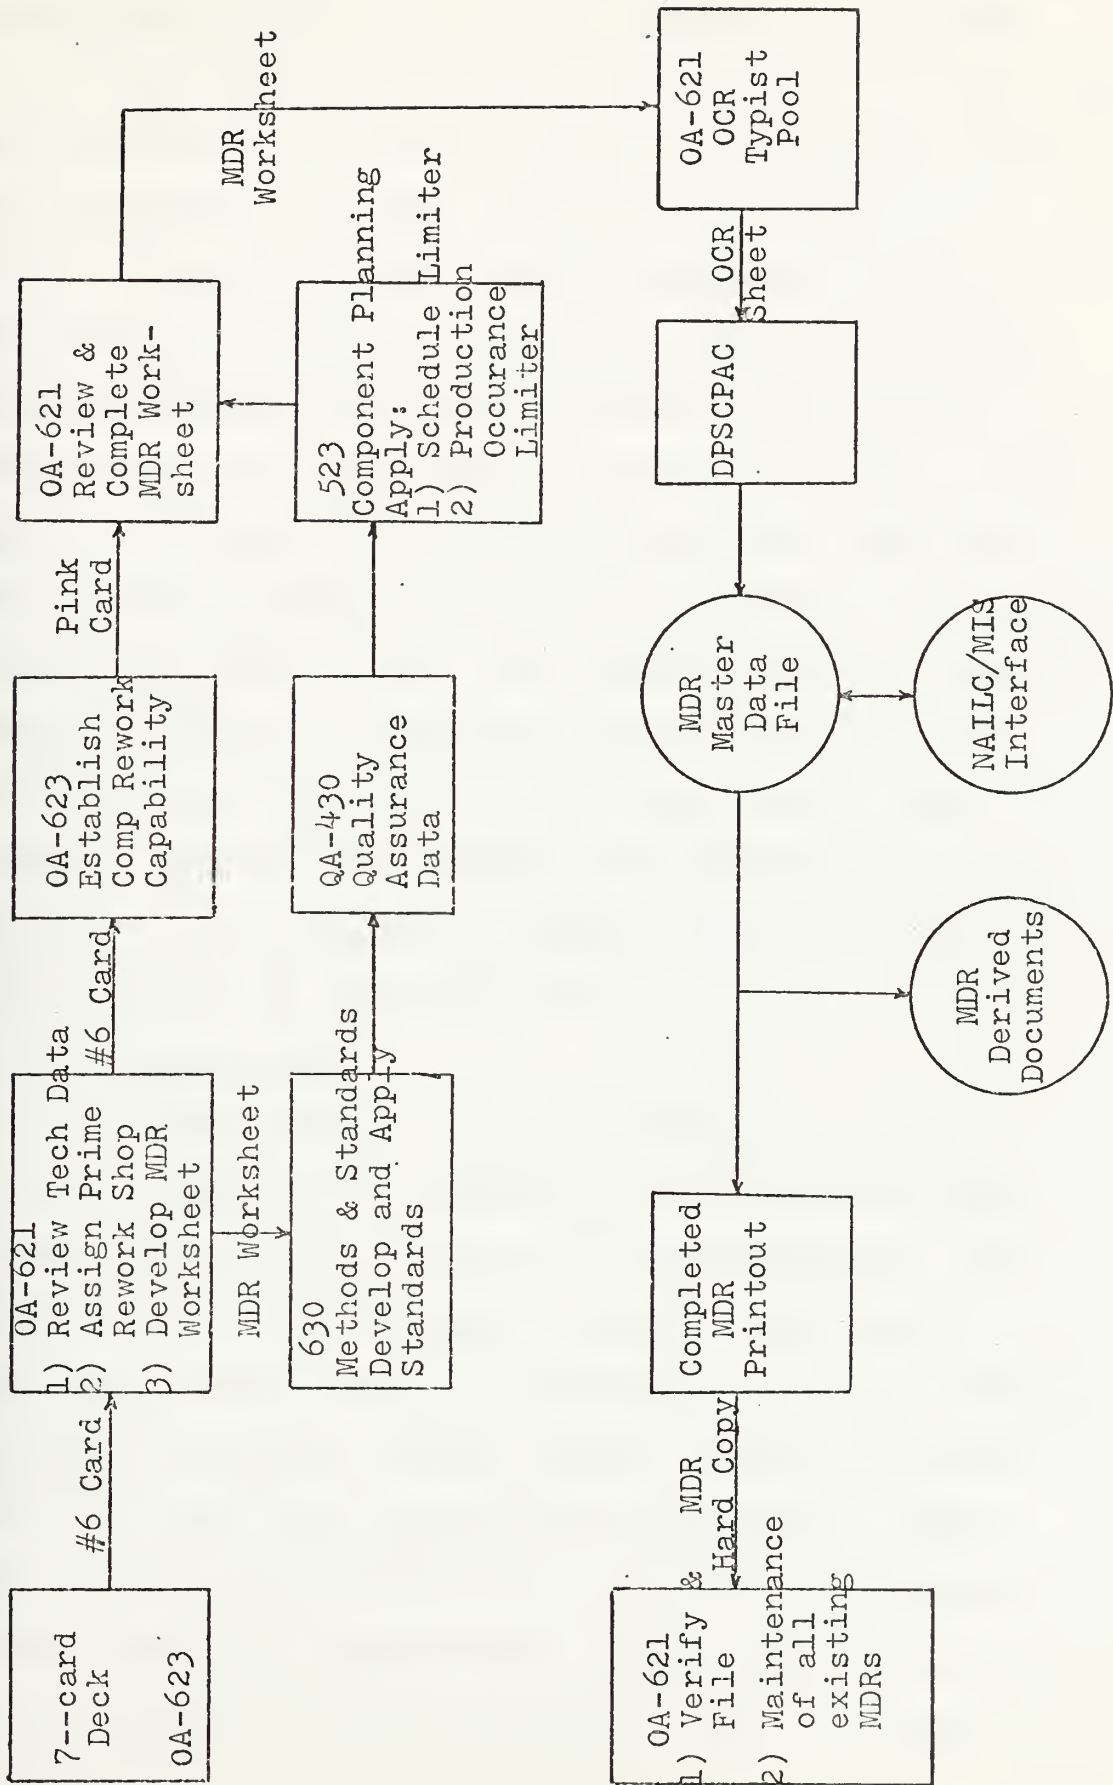 7--card
Deck
OA-623
#6 Card
OA-621
1) Review Tech Data
2) Assign Prime
Rework Shop
3) Develop MDR
Worksheet
#6 Card
OA-623
Establish
Comp Rework
Capability
Pink
Card
OA-621
Review &
Complete
MDR Work-
sheet
MDR
Worksheet
MDR Worksheet
630
Methods & Standards
Develop and Apply
Standards
QA-430
Quality
Assurance
Data
523
Component Planning
Apply:
1) Schedule Limiter
2) Production
Occurance
Limiter
OA-621
OCR
Typist
Pool
OCR
Sheet
DPSCPAC
MDR
Master
Data
File
NAILC/MIS
Interface
MDR
Derived
Documents
Completed
MDR
Printout
MDR
Hard Copy
OA-621
1) Verify &
File
2) Maintenance
of all
existing
MDRs